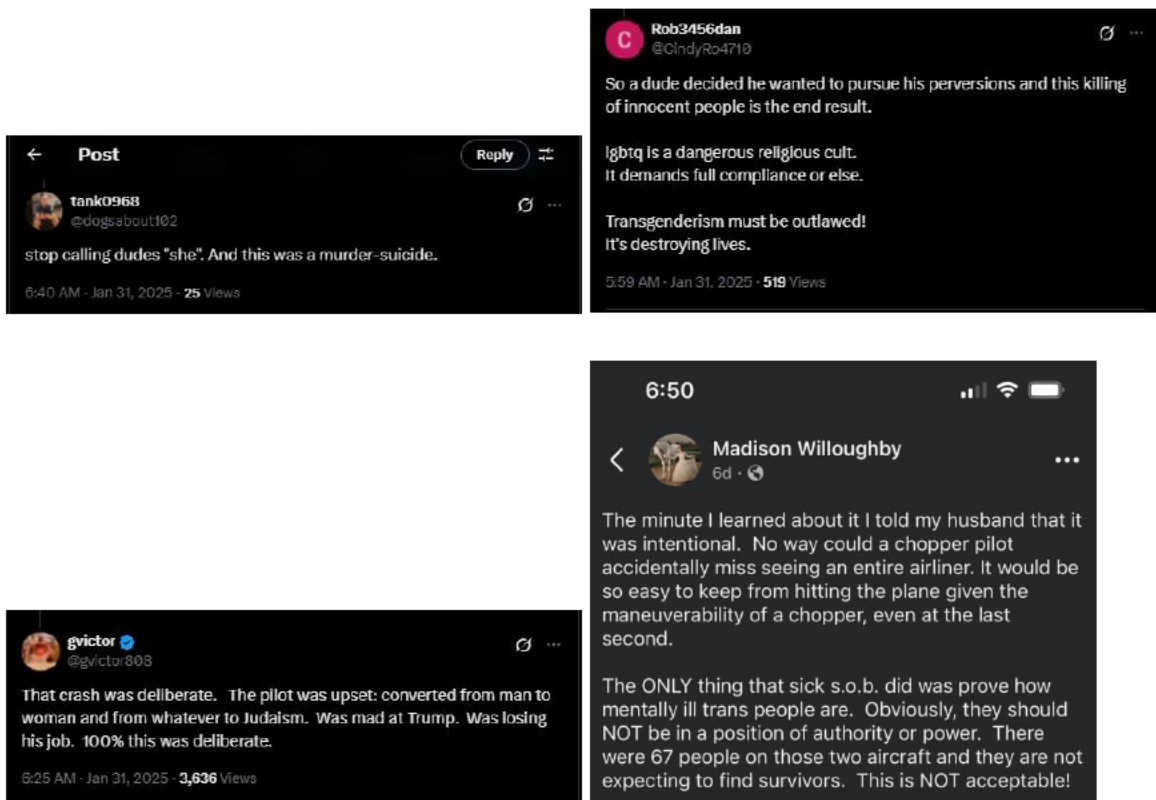 Post
Reply
tank0968
@dogsabout102
stop calling dudes "she". And this was a murder-suicide.
6:40 AM · Jan 31, 2025 · 25 Views
C
Rob3456dan
@CindyRo4710
So a dude decided he wanted to pursue his perversions and this killing
of innocent people is the end result.
lgbtq is a dangerous religious cult.
It demands full compliance or else.
Transgenderism must be outlawed!
It's destroying lives.
5:59 AM · Jan 31, 2025 · 519 Views
gvictor
@gvictor808
That crash was deliberate. The pilot was upset: converted from man to
woman and from whatever to Judaism. Was mad at Trump. Was losing
his job. 100% this was deliberate.
6:25 AM · Jan 31, 2025 · 3,636 Views
6:50
Madison Willoughby
6d ·
The minute I learned about it I told my husband that it
was intentional. No way could a chopper pilot
accidentally miss seeing an entire airliner. It would be
so easy to keep from hitting the plane given the
maneuverability of a chopper, even at the last
second.
The ONLY thing that sick s.o.b. did was prove how
mentally ill trans people are. Obviously, they should
NOT be in a position of authority or power. There
were 67 people on those two aircraft and they are not
expecting to find survivors. This is NOT acceptable!